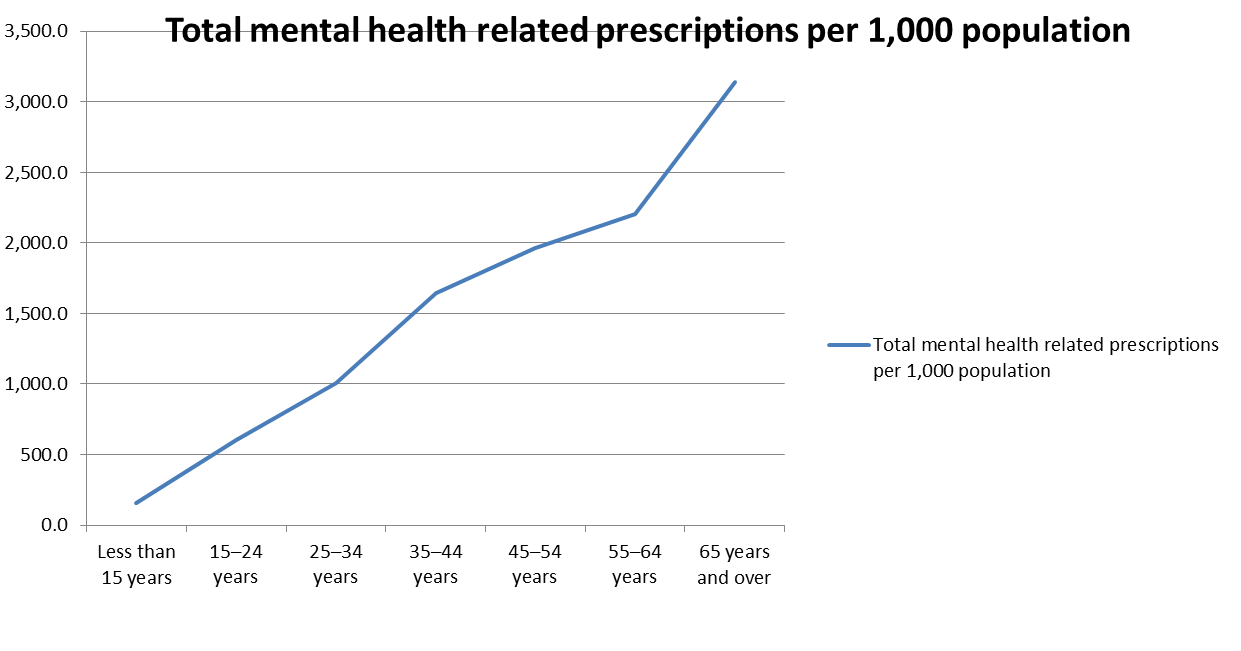 Total mental health related prescriptions per 1,000 population
3,500.0
3,000.0
2,500.0
2,000.0
1,500.0
1,000.0
500.0
0.0
Less than
15 years
15–24
years
25–34
years
35–44
years
45–54
years
55–64
years
65 years
and over
Total mental health related prescriptions
per 1,000 population